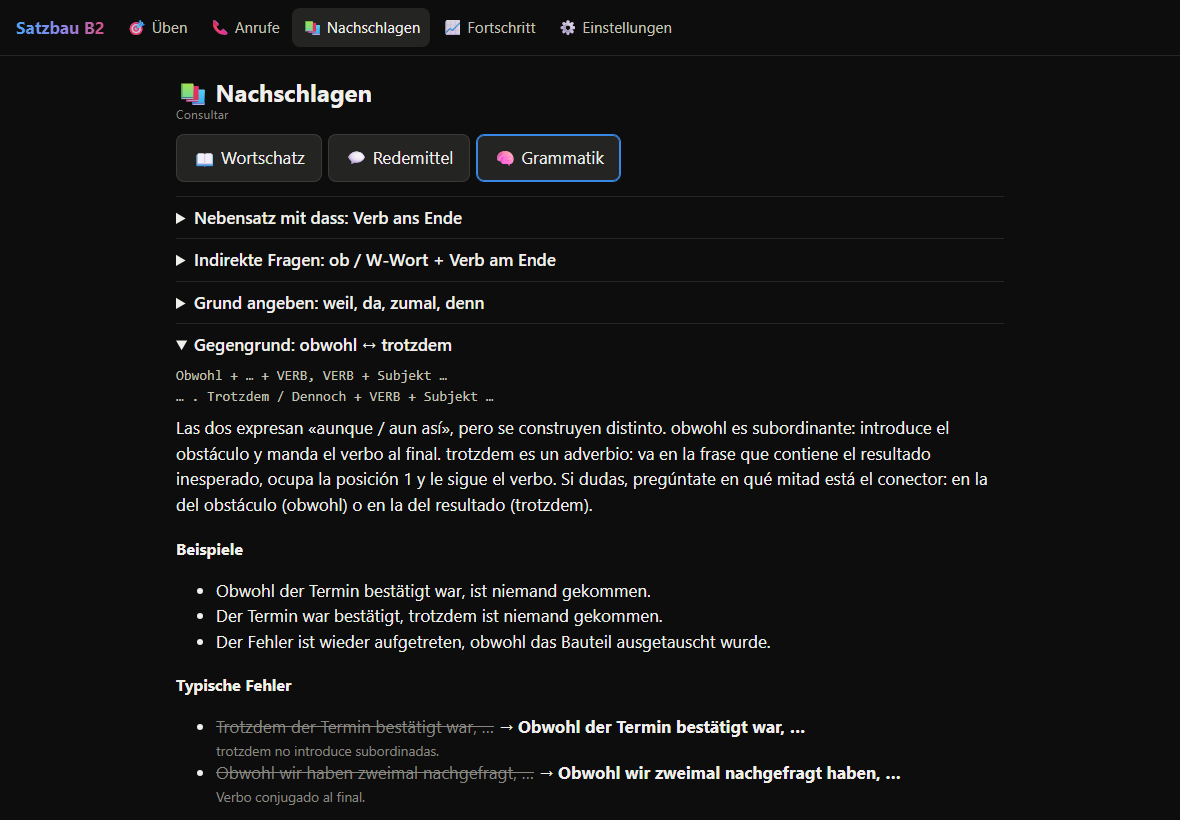 Satzbau B2 Üben Anrufe Nachschlagen Fortschritt Einstellungen
Nachschlagen
Consultar
Wortschatz Redemittel Grammatik
Nebensatz mit dass: Verb ans Ende
Indirekte Fragen: ob / W-Wort + Verb am Ende
Grund angeben: weil, da, zumal, denn
Gegengrund: obwohl ↔ trotzdem
Obwohl + … + VERB, VERB + Subjekt …
… . Trotzdem / Dennoch + VERB + Subjekt …
Las dos expresan «aunque / aun así», pero se construyen distinto. obwohl es subordinante: introduce el
obstáculo y manda el verbo al final. trotzdem es un adverbio: va en la frase que contiene el resultado
inesperado, ocupa la posición 1 y le sigue el verbo. Si dudas, pregúntate en qué mitad está el conector: en la
del obstáculo (obwohl) o en la del resultado (trotzdem).
Beispiele
Obwohl der Termin bestätigt war, ist niemand gekommen.
Der Termin war bestätigt, trotzdem ist niemand gekommen.
Der Fehler ist wieder aufgetreten, obwohl das Bauteil ausgetauscht wurde.
Typische Fehler
Trotzdem der Termin bestätigt war, … → Obwohl der Termin bestätigt war, …
trotzdem no introduce subordinadas.
Obwohl wir haben zweimal nachgefragt, … → Obwohl wir zweimal nachgefragt haben, …
Verbo conjugado al final.